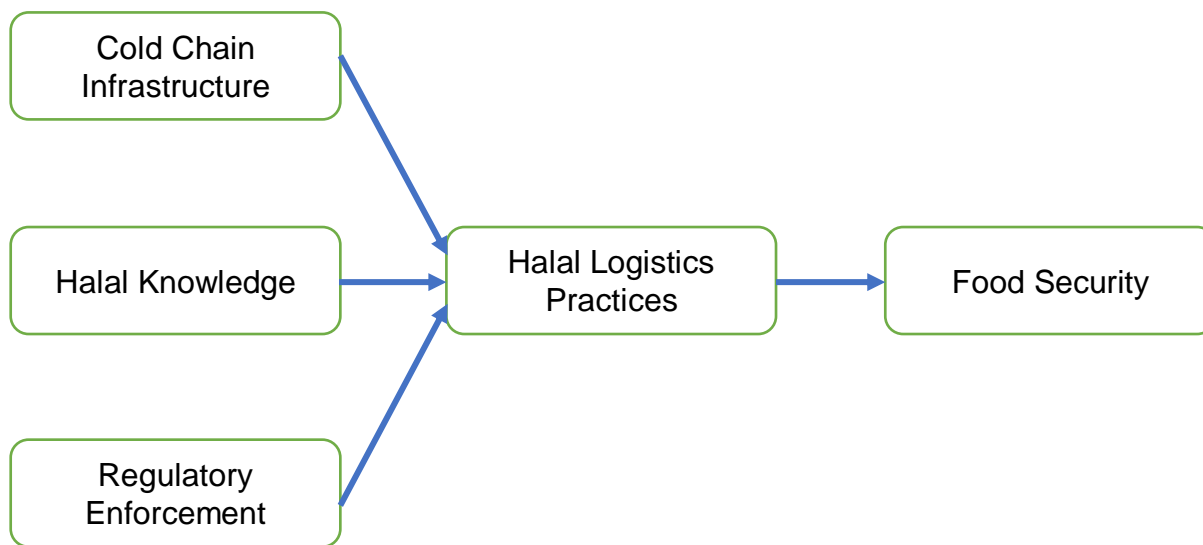 Cold Chain
Infrastructure
Halal Knowledge
Halal Logistics
Practices
Food Security
Regulatory
Enforcement